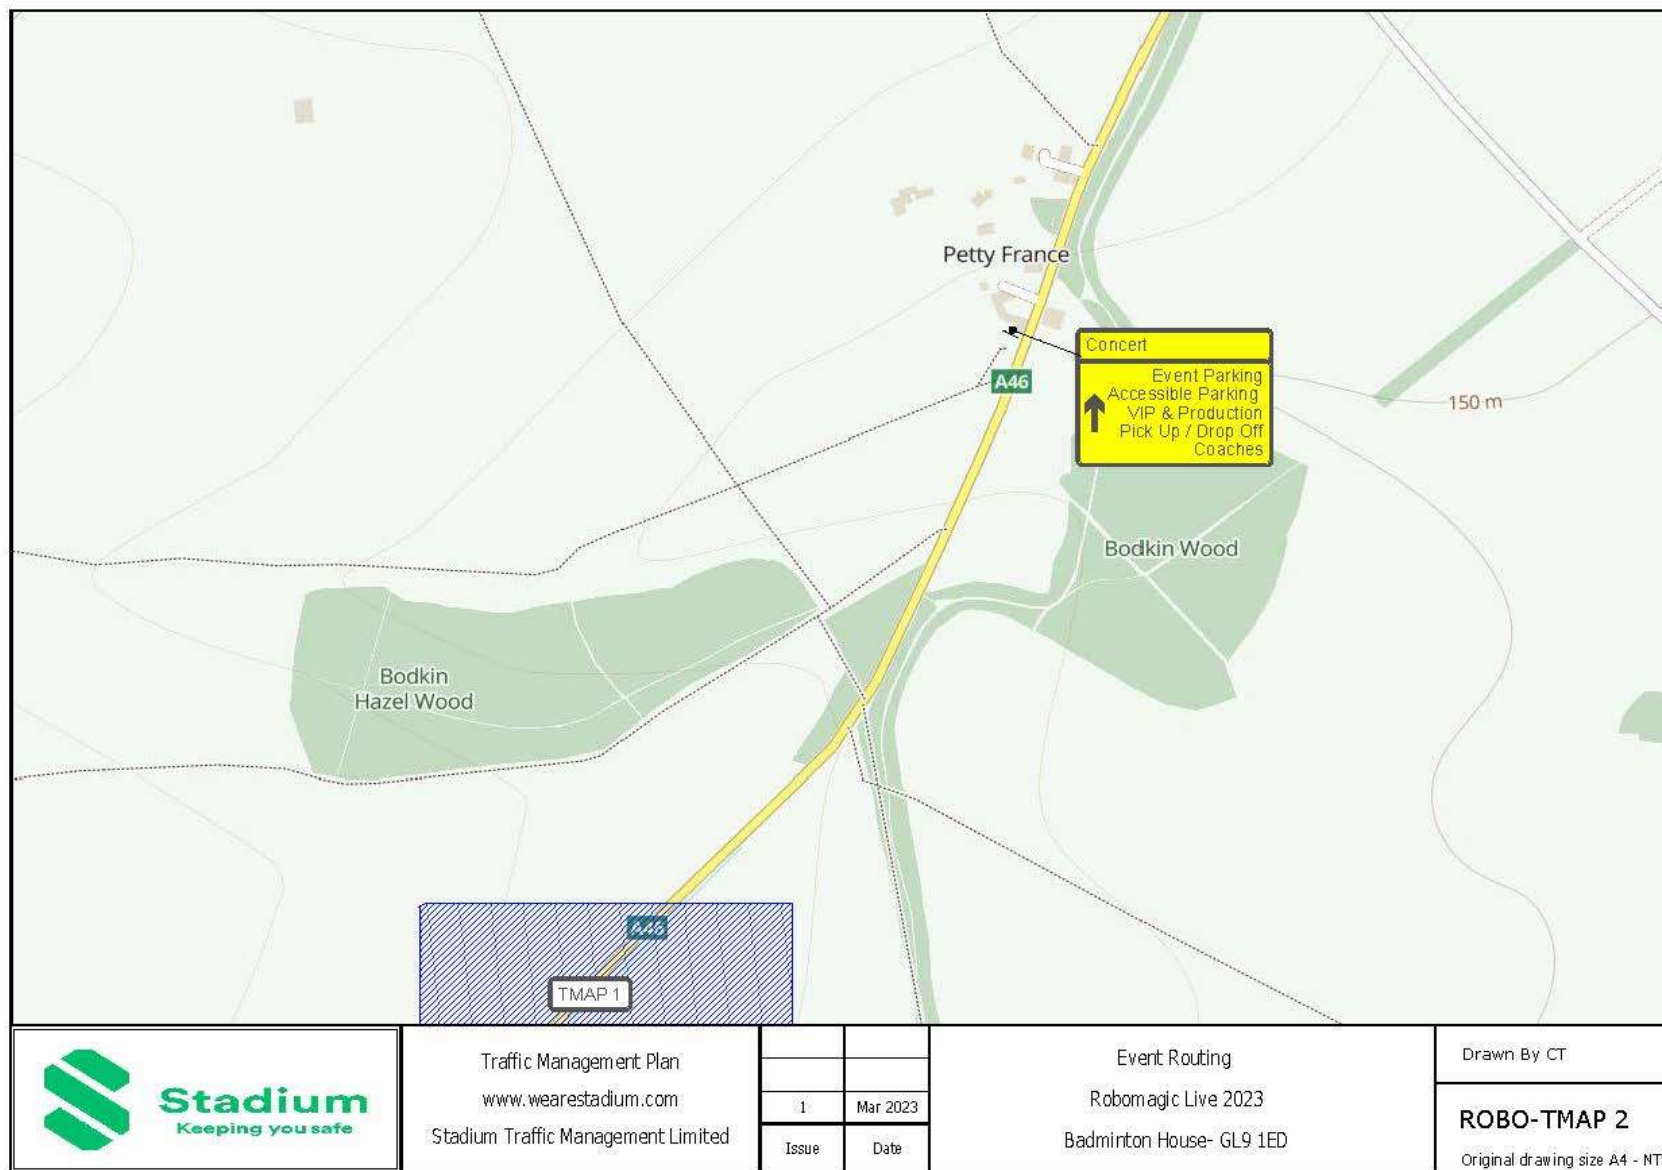 Petty France
Concert
Event Parking
Accessible Parking
VIP & Production
Pick Up / Drop Off
Coaches
A46
150 m
Bodkin Wood
Bodkin
Hazel Wood
A46
TMAP 1
Stadium
Keeping you safe
Traffic Management Plan
www.wearestadium.com
Stadium Traffic Management Limited
1
Mar 2023
Issue
Date
Event Routing
Robomagic Live 2023
Badminton House- GL9 1ED
Drawn By CT
ROBO-TMAP 2
Original drawing size A4 -